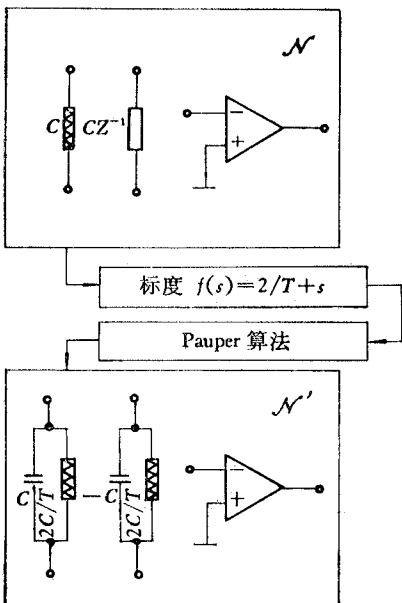 𝒩
C
CZ⁻¹
−
+
标度 f(s)=2/T+s
Pauper 算法
𝒩′
C
2C/T
−C
2C/T
−
+